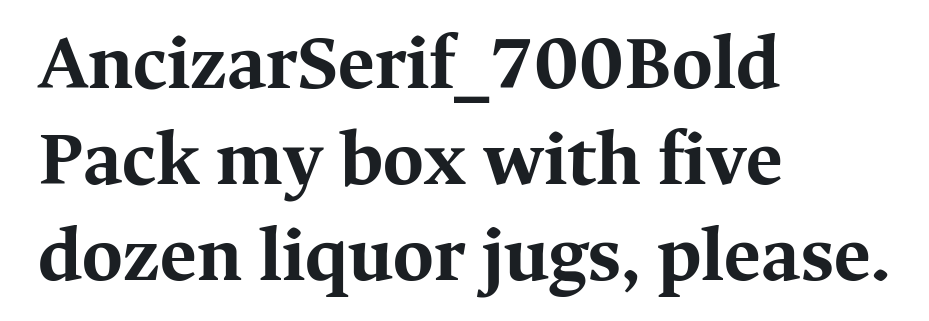 AncizarSerif_700Bold
Pack my box with five
dozen liquor jugs, please.